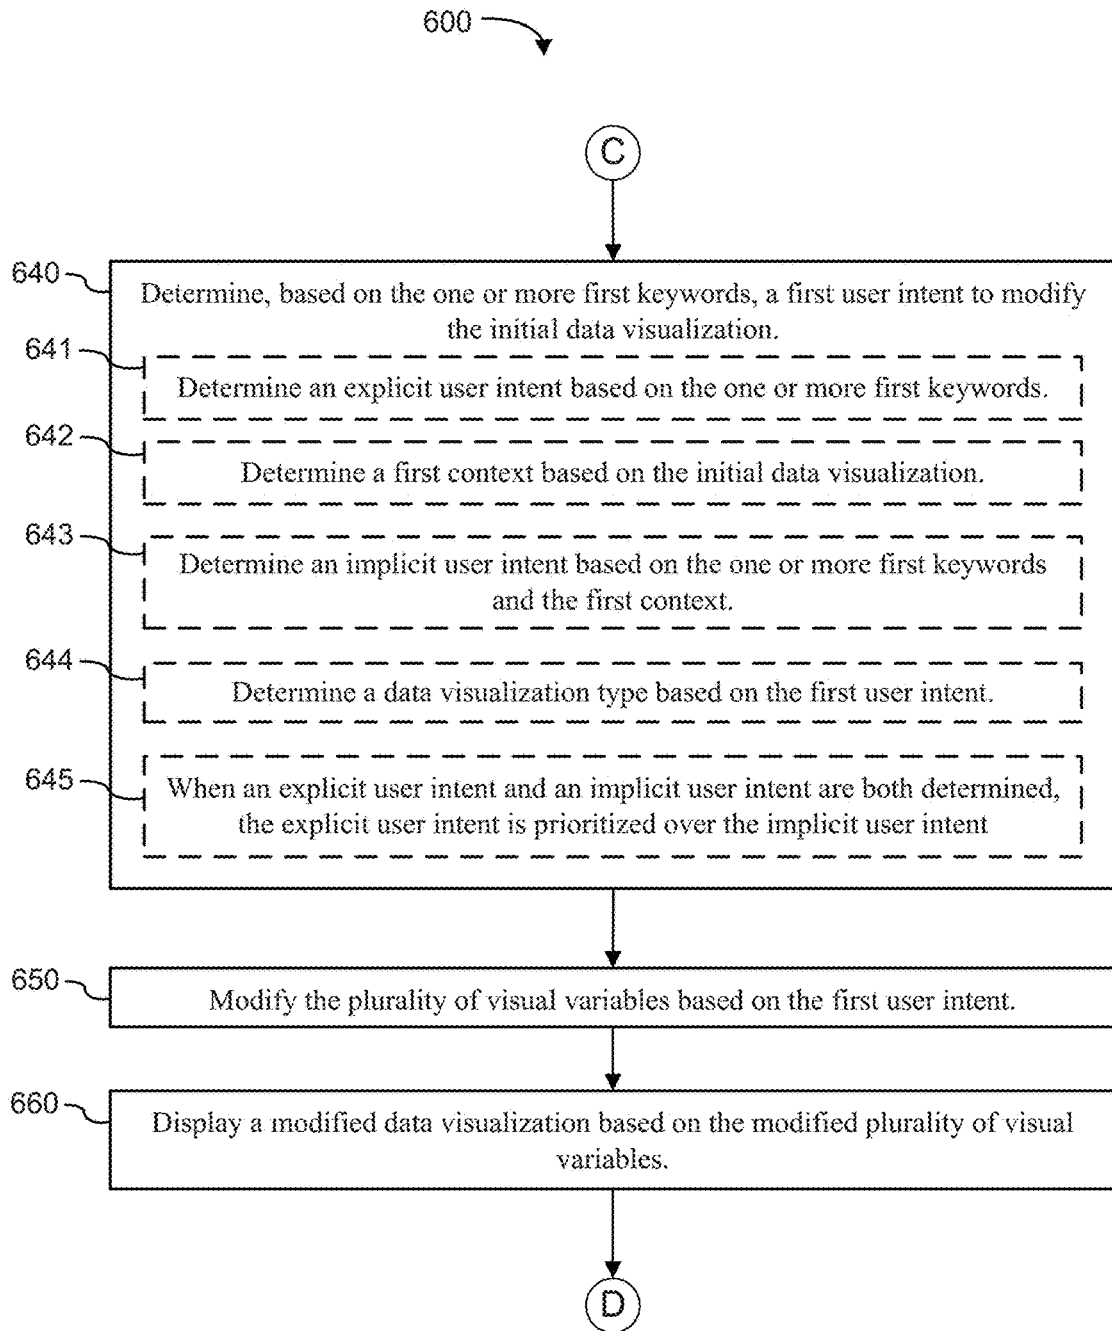 600
C
640
Determine, based on the one or more first keywords, a first user intent to modify
the initial data visualization.
641
Determine an explicit user intent based on the one or more first keywords.
642
Determine a first context based on the initial data visualization.
643
Determine an implicit user intent based on the one or more first keywords
and the first context.
644
Determine a data visualization type based on the first user intent.
645
When an explicit user intent and an implicit user intent are both determined,
the explicit user intent is prioritized over the implicit user intent
650
Modify the plurality of visual variables based on the first user intent.
660
Display a modified data visualization based on the modified plurality of visual
variables.
D